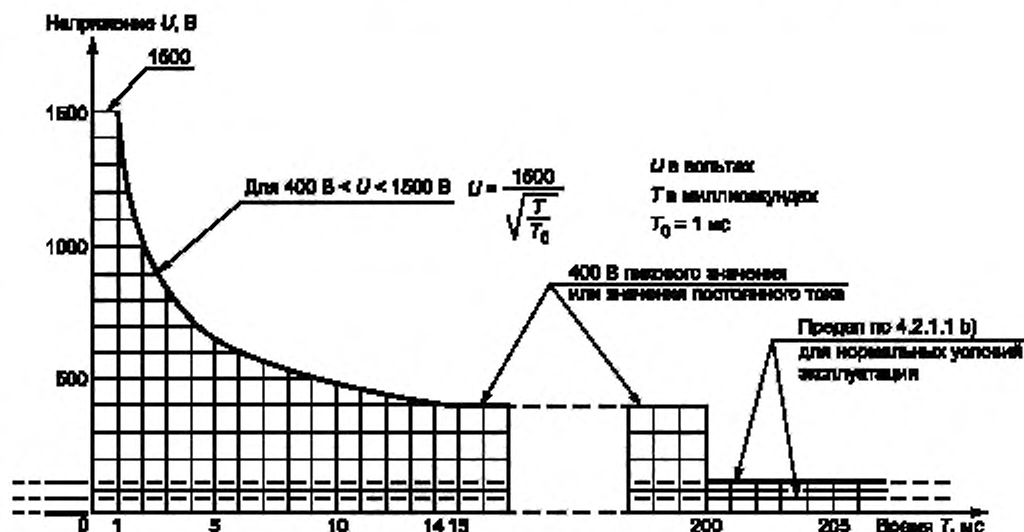 Напряжение U, В
1500
1500
Для 400 В < U < 1500 В
U = 1500 / √(T/T₀)
U в вольтах
T в миллисекундах
T₀ = 1 мс
1000
400 В пикового значения
или значения постоянного тока
Предел по 4.2.1.1 b)
для нормальных условий
эксплуатации
500
0 1 5 10 14 15 200 205 Время T, мс